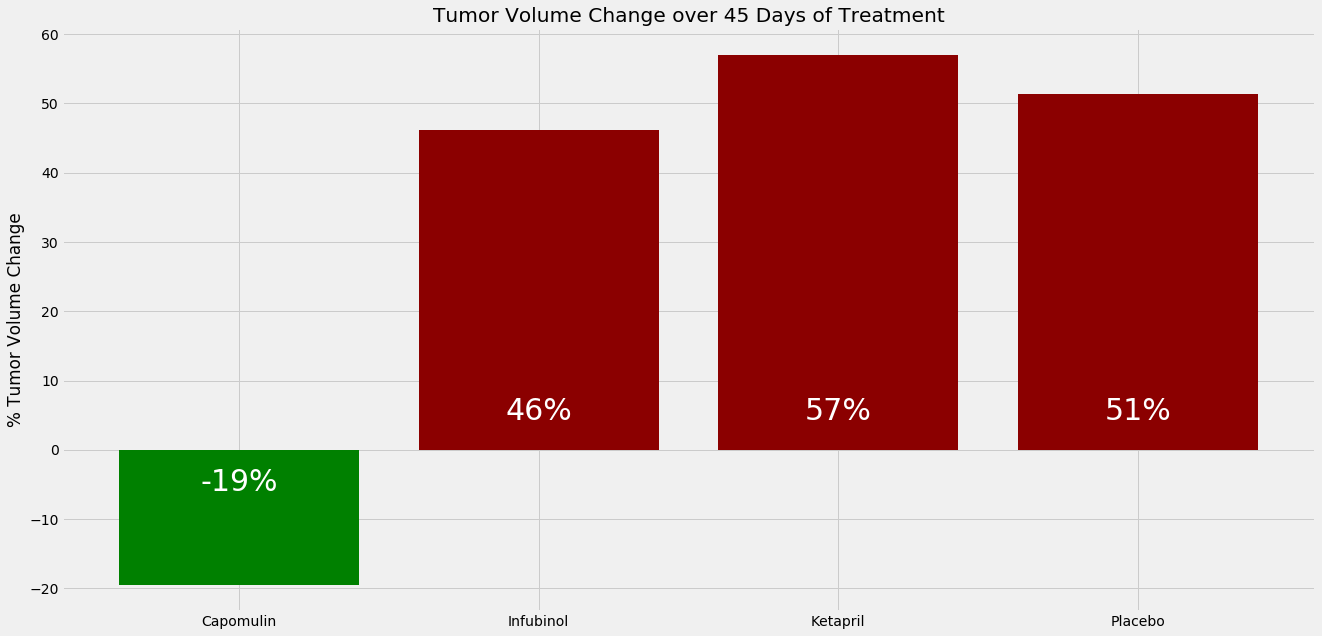 Tumor Volume Change over 45 Days of Treatment
% Tumor Volume Change
60
50
40
30
20
10
0
−10
−20
-19%
46%
57%
51%
Capomulin
Infubinol
Ketapril
Placebo